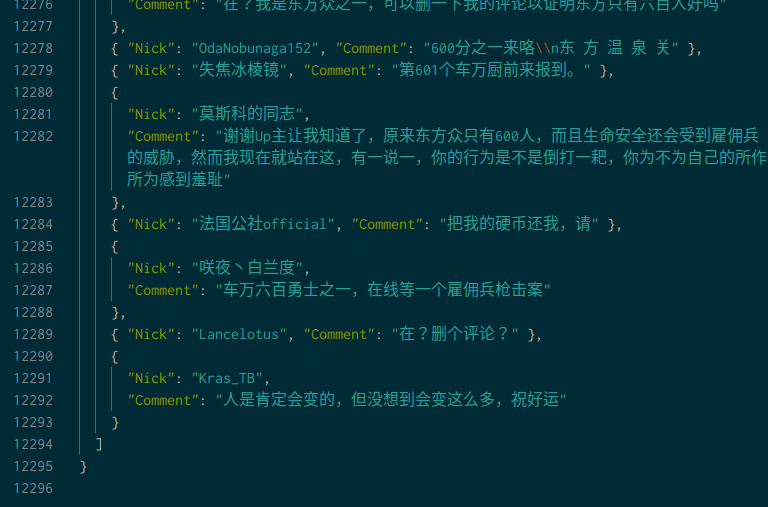 12276 "Comment": "在？我是东方众之一，可以删一下我的评论以证明东方只有六百人好吗"
12277 },
12278 { "Nick": "OdaNobunaga152", "Comment": "600分之一来咯\\n东 方 温 泉 关" },
12279 { "Nick": "失焦冰棱镜", "Comment": "第601个车万厨前来报到。" },
12280 {
12281 "Nick": "莫斯科的同志",
12282 "Comment": "谢谢Up主让我知道了，原来东方众只有600人，而且生命安全还会受到雇佣兵
的威胁，然而我现在就站在这，有一说一，你的行为是不是倒打一耙，你为不为自己的所作
所为感到羞耻"
12283 },
12284 { "Nick": "法国公社official", "Comment": "把我的硬币还我，请" },
12285 {
12286 "Nick": "咲夜丶白兰度",
12287 "Comment": "车万六百勇士之一，在线等一个雇佣兵枪击案"
12288 },
12289 { "Nick": "Lancelotus", "Comment": "在？删个评论？" },
12290 {
12291 "Nick": "Kras_TB",
12292 "Comment": "人是肯定会变的，但没想到会变这么多，祝好运"
12293 }
12294 ]
12295 }
12296